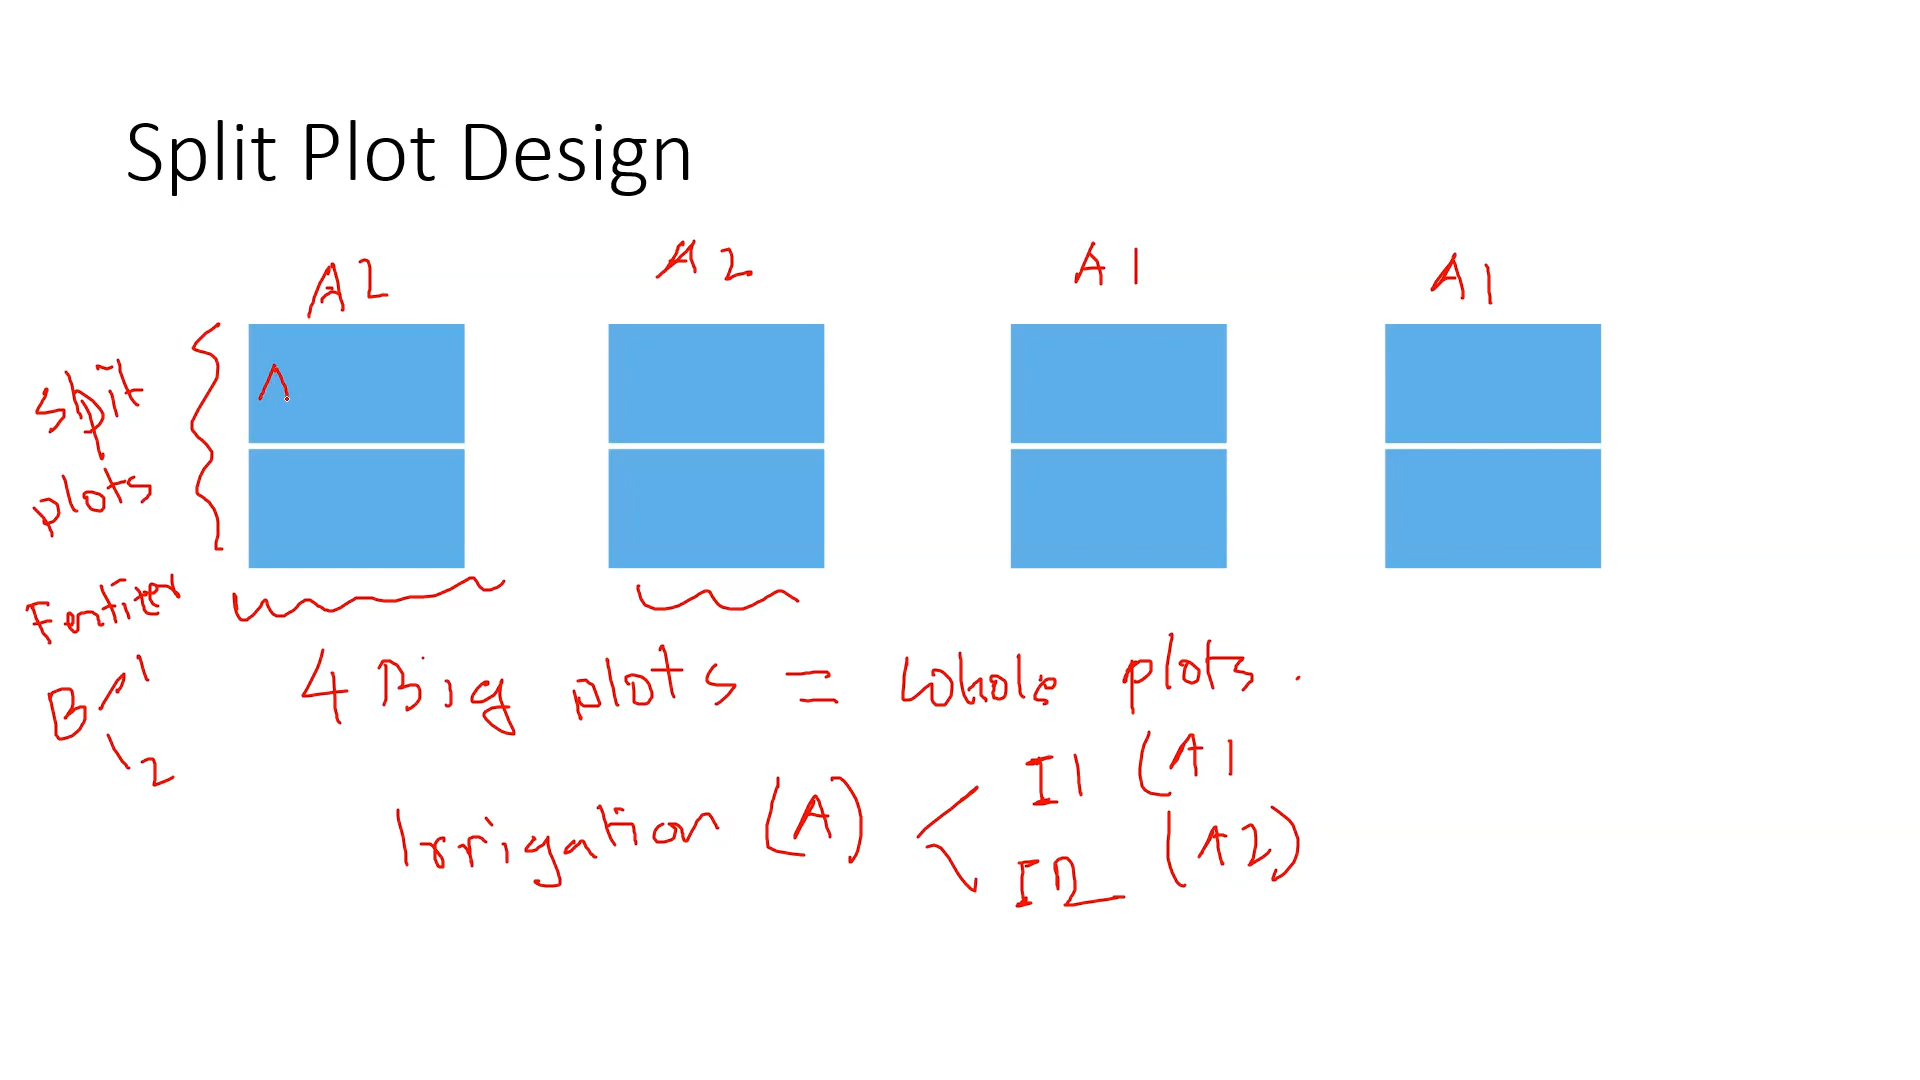 Split Plot Design
A2 A2 A1 A1
split
plots
B 1
2
4 Big plots = whole plots.
Irrigation (A) I1 (A1
I2 (A2)